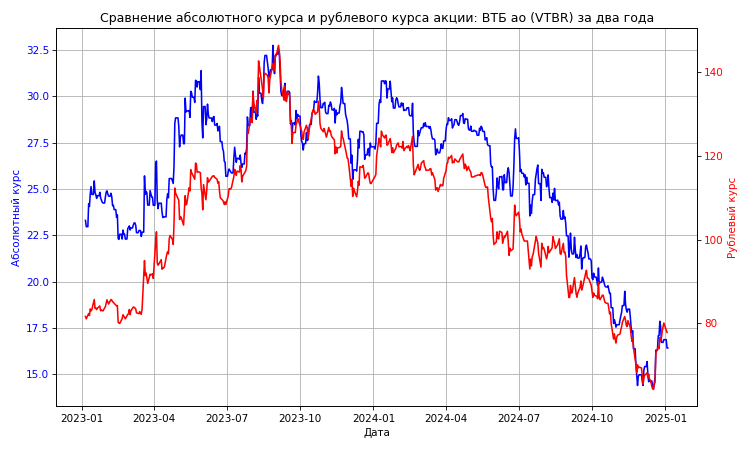 Сравнение абсолютного курса и рублевого курса акции: ВТБ ао (VTBR) за два года
32.5
30.0
27.5
25.0
22.5
20.0
17.5
15.0
Абсолютный курс
140
120
100
80
Рублевый курс
2023-01 2023-04 2023-07 2023-10 2024-01 2024-04 2024-07 2024-10 2025-01
Дата